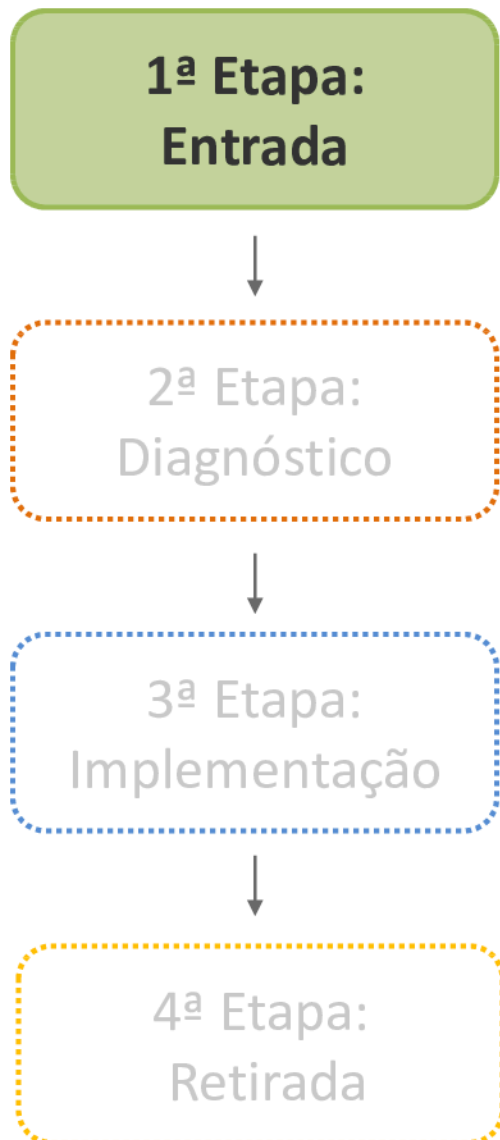 1ª Etapa:
Entrada
2ª Etapa:
Diagnóstico
3ª Etapa:
Implementação
4ª Etapa:
Retirada